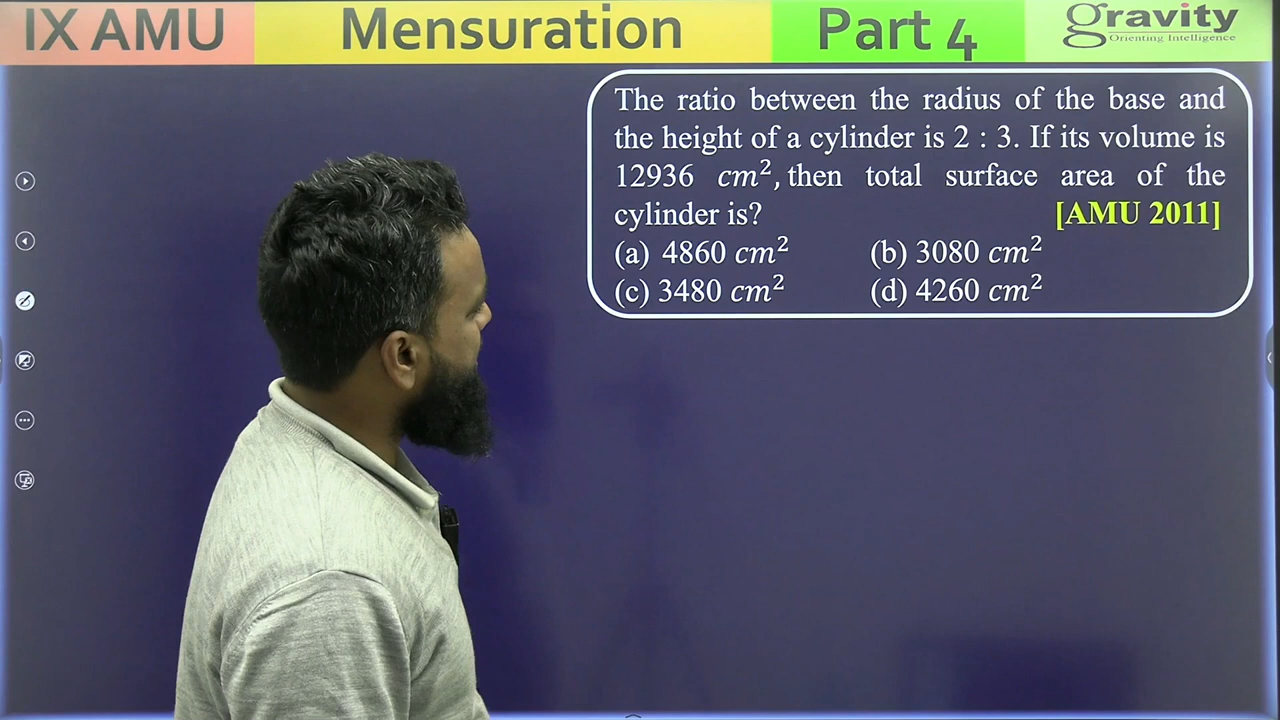 IX AMU
Mensuration
Part 4
gravity
Orienting Intelligence
The ratio between the radius of the base and
the height of a cylinder is 2 : 3. If its volume is
12936 cm², then total surface area of the
cylinder is? [AMU 2011]
(a) 4860 cm² (b) 3080 cm²
(c) 3480 cm² (d) 4260 cm²